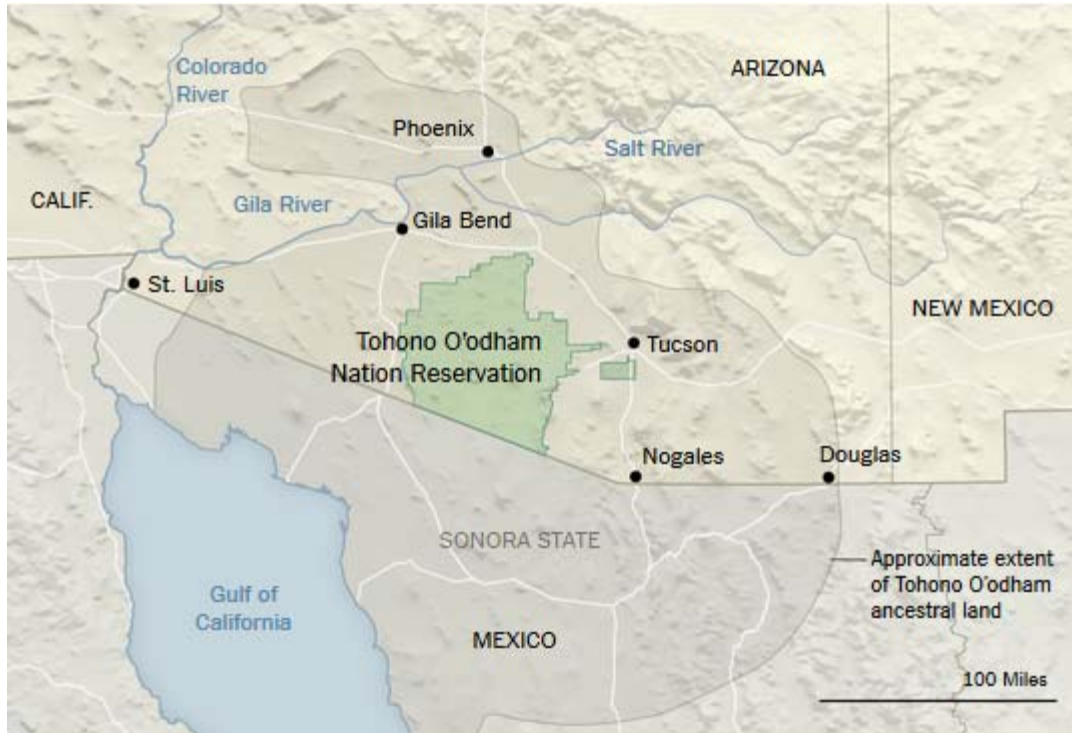 Colorado
River
ARIZONA
Phoenix
Salt River
CALIF.
Gila River
Gila Bend
St. Luis
NEW MEXICO
Tohono O'odham
Nation Reservation
Tucson
Nogales
Douglas
SONORA STATE
Approximate extent
of Tohono O'odham
ancestral land
Gulf of
California
MEXICO
100 Miles